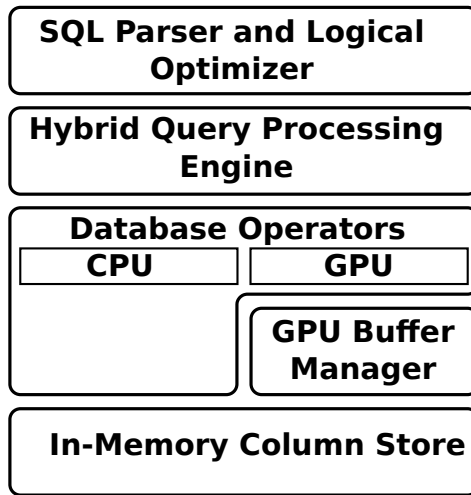 SQL Parser and Logical
Optimizer
Hybrid Query Processing
Engine
Database Operators
CPU GPU
GPU Buffer
Manager
In-Memory Column Store